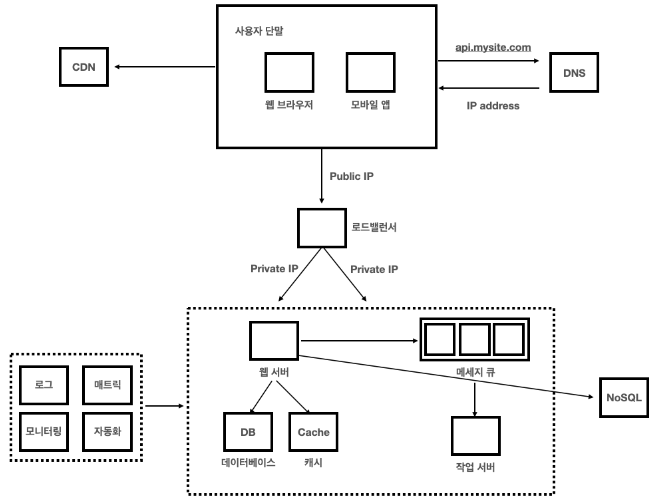 사용자 단말
api.mysite.com
CDN
DNS
웹 브라우저
모바일 앱
IP address
Public IP
로드밸런서
Private IP
Private IP
웹 서버
메세지 큐
로그
매트릭
NoSQL
모니터링
자동화
DB
Cache
데이터베이스
캐시
작업 서버